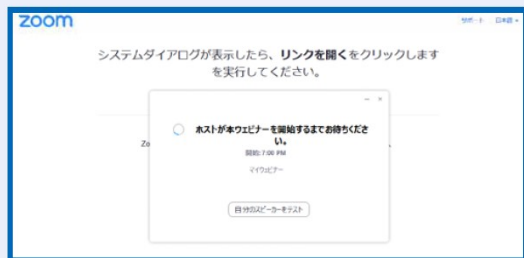 zoom
サポート 日本語
システムダイアログが表示したら、リンクを開くをクリックします
を実行してください。
ホストが本ウェビナーを開始するまでお待ちくださ
い。
Zo
開始: 7:00 PM
マイウェビナー
自分のスピーカーをテスト